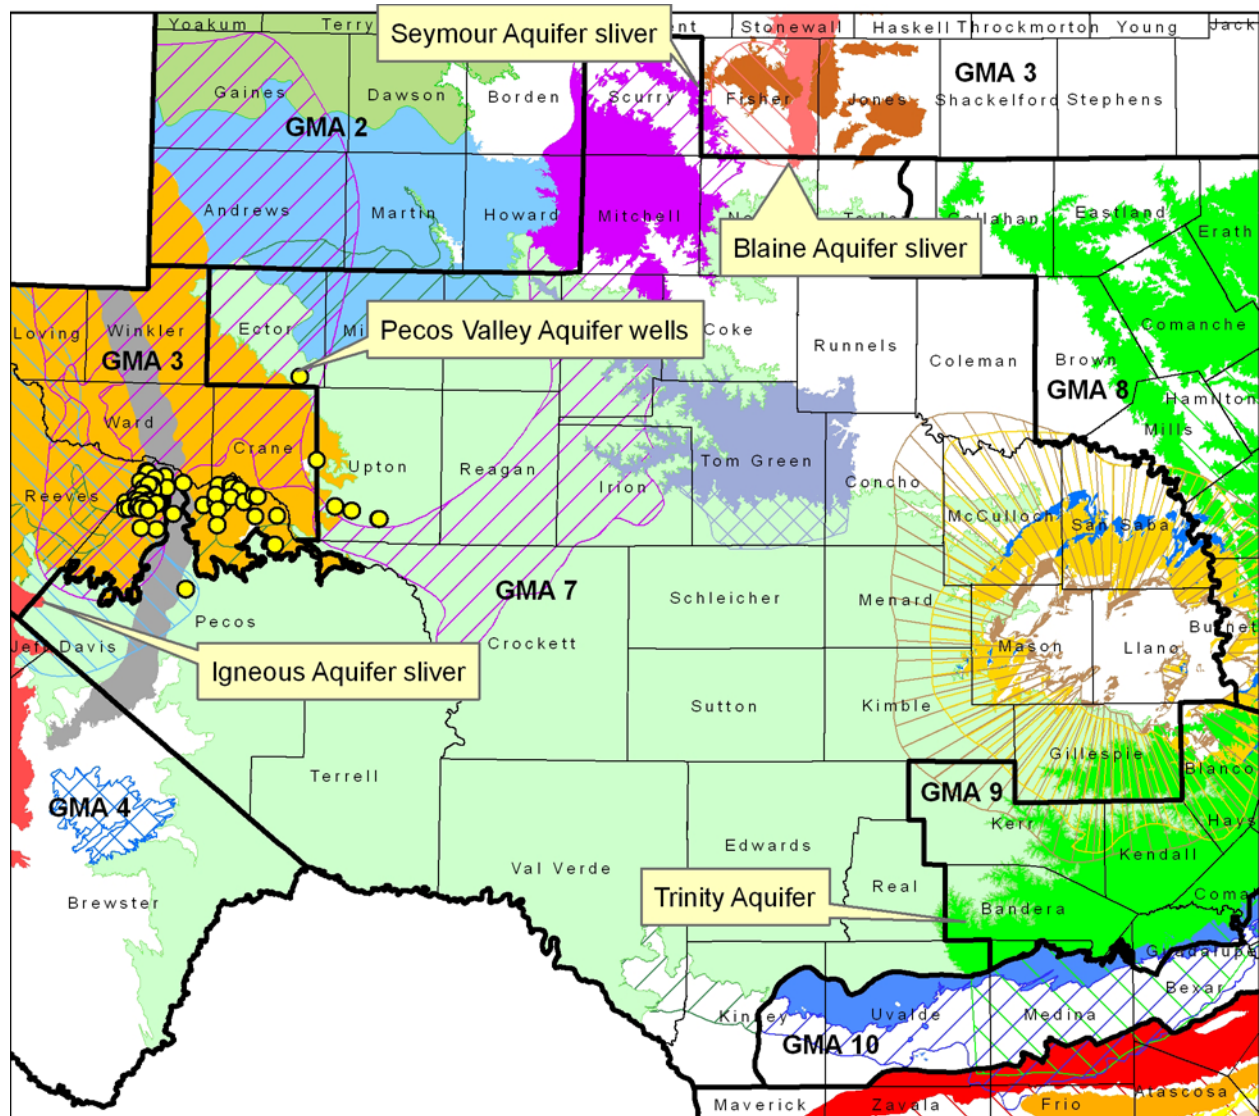 Yoakum
Terry
Seymour Aquifer sliver
ent
Stonewall
Haskell
Throckmorton
Young
Jack
Gaines
Dawson
Borden
Scurry
Fisher
Jones
GMA 3
Shackelford
Stephens
GMA 2
Andrews
Martin
Howard
Mitchell
No
Callahan
Eastland
Erath
Blaine Aquifer sliver
Loving
Winkler
GMA 3
Ector
Mi
Pecos Valley Aquifer wells
Coke
Runnels
Coleman
Brown
Comanche
GMA 8
Hamilton
Mills
Ward
Crane
Upton
Reagan
Irion
Tom Green
Concho
Reeves
McCulloch
San Saba
GMA 7
Schleicher
Menard
Mason
Llano
Burnet
Jeff Davis
Pecos
Crockett
Igneous Aquifer sliver
Sutton
Kimble
Gillespie
Blanco
Terrell
GMA 4
GMA 9
Kerr
Hays
Kendall
Val Verde
Edwards
Real
Brewster
Trinity Aquifer
Bandera
Coma
Guadalupe
Bexar
Kinney
Uvalde
Medina
GMA 10
Maverick
Zavala
Frio
Atascosa